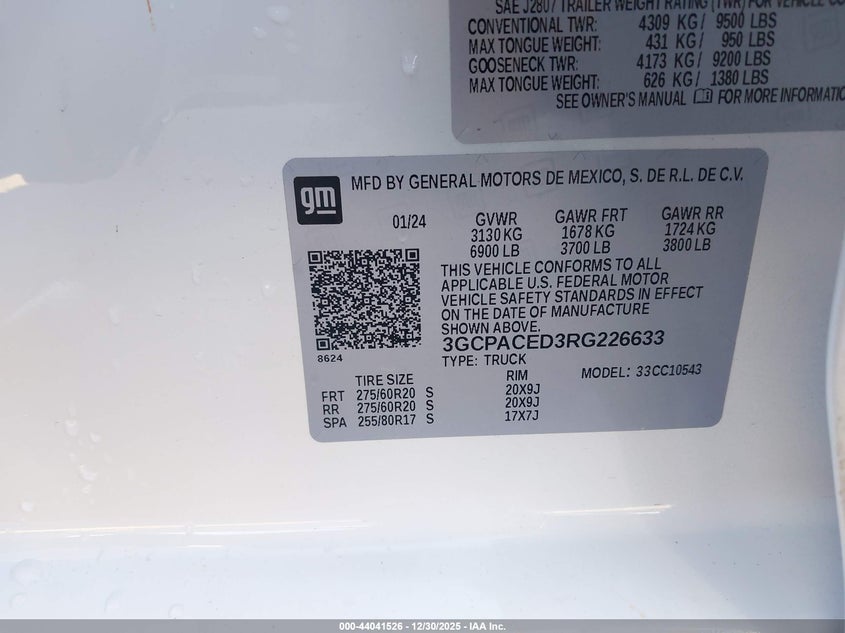 SAE J2807 TRAILER WEIGHT RATING (TWR) FOR VEHICLE
CONVENTIONAL TWR: 4309 KG/ 9500 LBS
MAX TONGUE WEIGHT: 431 KG/ 950 LBS
GOOSENECK TWR: 4173 KG/ 9200 LBS
MAX TONGUE WEIGHT: 626 KG/ 1380 LBS
SEE OWNER'S MANUAL FOR MORE INFORMATIO
gm
MFD BY GENERAL MOTORS DE MEXICO, S. DE R.L. DE C.V.
01/24 GVWR GAWR FRT GAWR RR
3130 KG 1678 KG 1724 KG
6900 LB 3700 LB 3800 LB
THIS VEHICLE CONFORMS TO ALL
APPLICABLE U.S. FEDERAL MOTOR
VEHICLE SAFETY STANDARDS IN EFFECT
ON THE DATE OF MANUFACTURE
SHOWN ABOVE.
3GCPACED3RG226633
8624
TYPE: TRUCK MODEL: 33CC10543
TIRE SIZE RIM
FRT 275/60R20 S 20X9J
RR 275/60R20 S 20X9J
SPA 255/80R17 S 17X7J
000-44041526 - 12/30/2025 - IAA Inc.